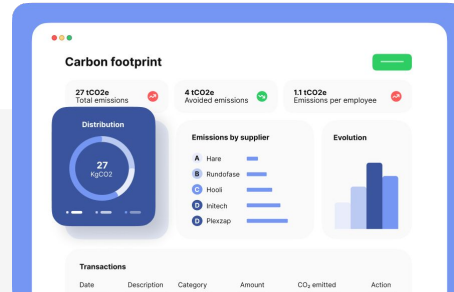 Carbon footprint
27 tCO2e
Total emissions
4 tCO2e
Avoided emissions
1.1 tCO2e
Emissions per employee
Distribution
27
KgCO2
Emissions by supplier
A Hare
B Rundofase
C Hooli
D Initech
D Plexzap
Evolution
Transactions
Date Description Category Amount CO₂ emitted Action